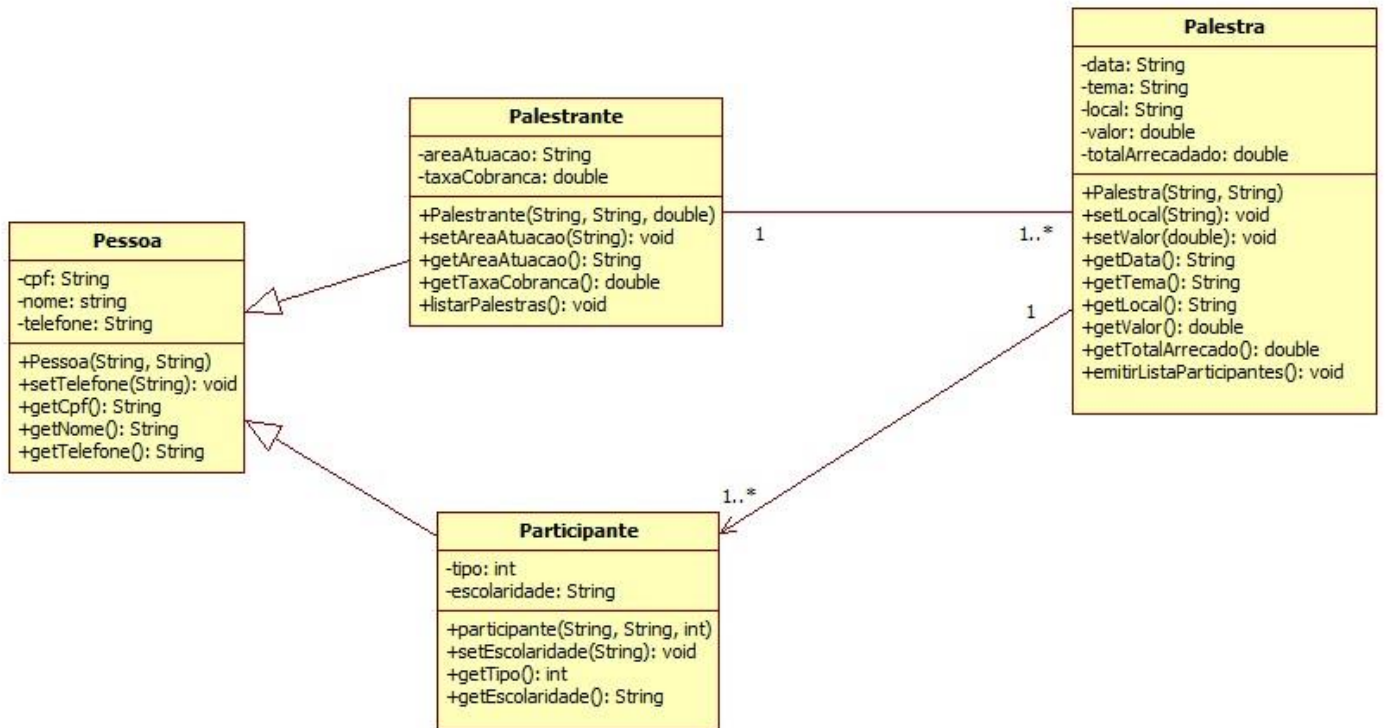 Pessoa
-cpf: String
-nome: string
-telefone: String
+Pessoa(String, String)
+setTelefone(String): void
+getCpf(): String
+getNome(): String
+getTelefone(): String
Palestrante
-areaAtuacao: String
-taxaCobranca: double
+Palestrante(String, String, double)
+setAreaAtuacao(String): void
+getAreaAtuacao(): String
+getTaxaCobranca(): double
+listarPalestras(): void
1
1..*
Palestra
-data: String
-tema: String
-local: String
-valor: double
-totalArrecadado: double
+Palestra(String, String)
+setLocal(String): void
+setValor(double): void
+getData(): String
+getTema(): String
+getLocal(): String
+getValor(): double
+getTotalArrecado(): double
+emitirListaParticipantes(): void
1
1..*
Participante
-tipo: int
-escolaridade: String
+participante(String, String, int)
+setEscolaridade(String): void
+getTipo(): int
+getEscolaridade(): String